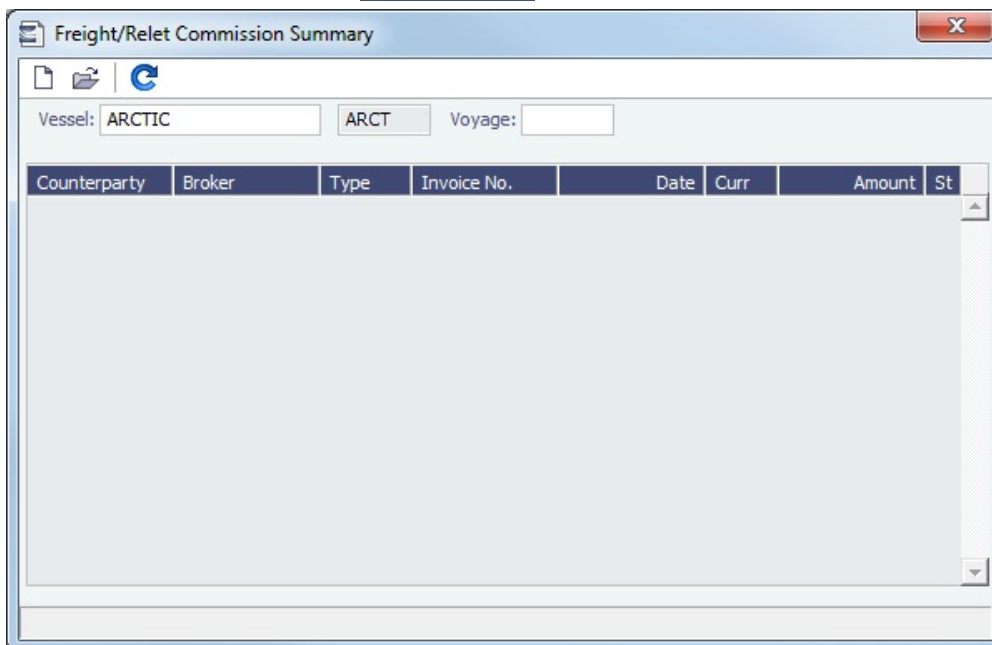 Freight/Relet Commission Summary
Vessel: ARCTIC ARCT Voyage:
Counterparty Broker Type Invoice No. Date Curr Amount St